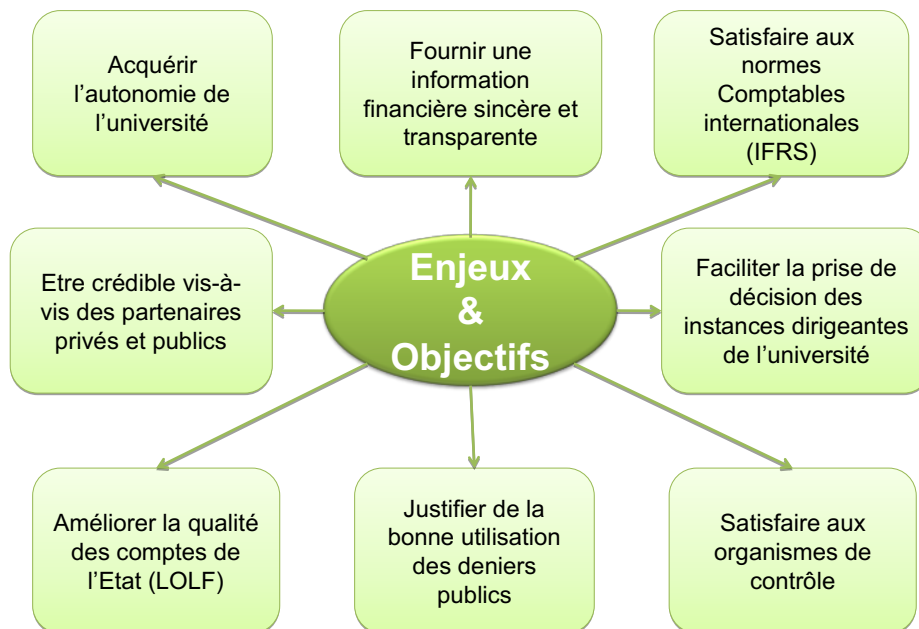 Acquérir
l’autonomie de
l’université
Fournir une
information
financière sincère et
transparente
Satisfaire aux
normes
Comptables
internationales
(IFRS)
Etre crédible vis-à-
vis des partenaires
privés et publics
Enjeux
&
Objectifs
Faciliter la prise de
décision des
instances dirigeantes
de l’université
Améliorer la qualité
des comptes de
l’Etat (LOLF)
Justifier de la
bonne utilisation
des deniers
publics
Satisfaire aux
organismes de
contrôle